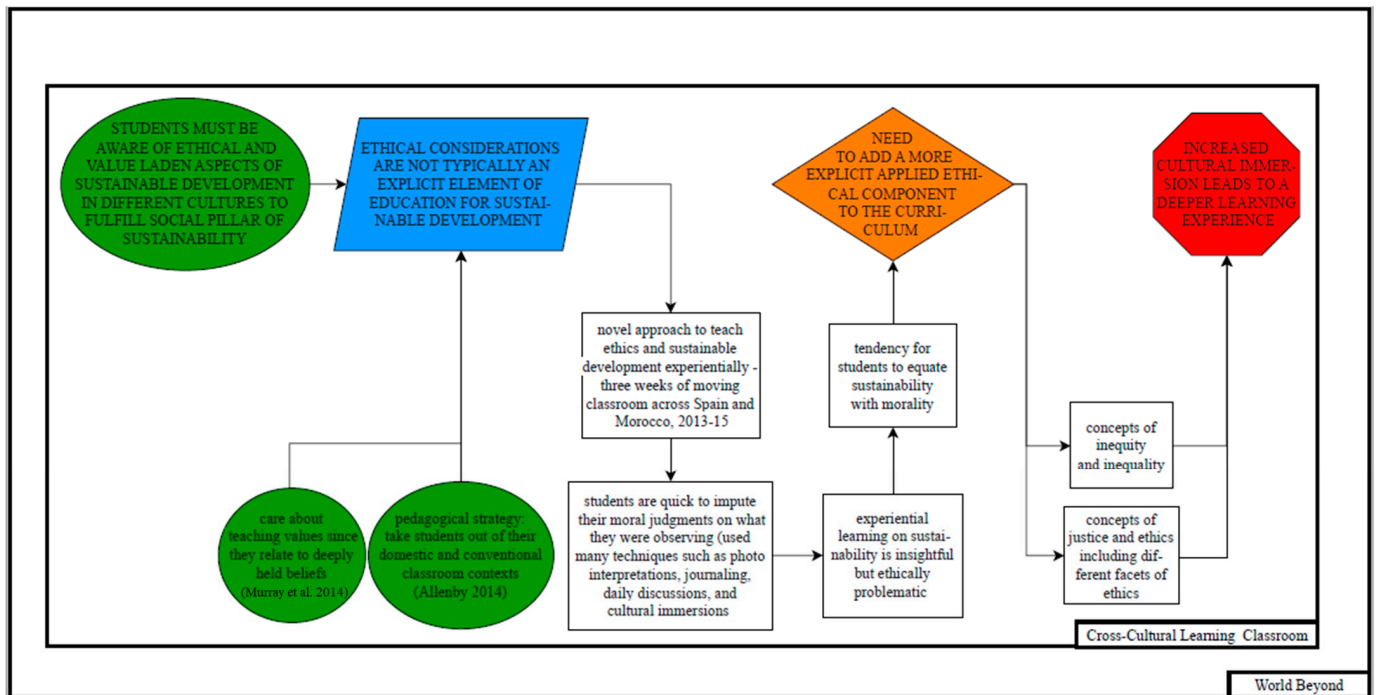 STUDENTS MUST BE
AWARE OF ETHICAL AND
VALUE LADEN ASPECTS OF
SUSTAINABLE DEVELOPMENT
IN DIFFERENT CULTURES TO
FULFILL SOCIAL PILLAR OF
SUSTAINABILITY
ETHICAL CONSIDERATIONS
ARE NOT TYPICALLY AN
EXPLICIT ELEMENT OF
EDUCATION FOR SUSTAI-
NABLE DEVELOPMENT
NEED
TO ADD A MORE
EXPLICIT APPLIED ETHI-
CAL COMPONENT
TO THE CURRI-
CULUM
INCREASED
CULTURAL IMMER-
SION LEADS TO A
DEEPER LEARNING
EXPERIENCE
novel approach to teach
ethics and sustainable
development experientially -
three weeks of moving
classroom across Spain and
Morocco, 2013-15
tendency for
students to equate
sustainability
with morality
concepts of
inequity
and inequality
care about
teaching values since
they relate to deeply
held beliefs
(Murray et al. 2014)
pedagogical strategy:
take students out of their
domestic and conventional
classroom contexts
(Allenby 2014)
students are quick to impute
their moral judgments on what
they were observing (used
many techniques such as photo
interpretations, journaling,
daily discussions, and
cultural immersions
experiential
learning on sustai-
nability is insightful
but ethically
problematic
concepts of
justice and ethics
including dif-
ferent facets of
ethics
Cross-Cultural Learning Classroom
World Beyond